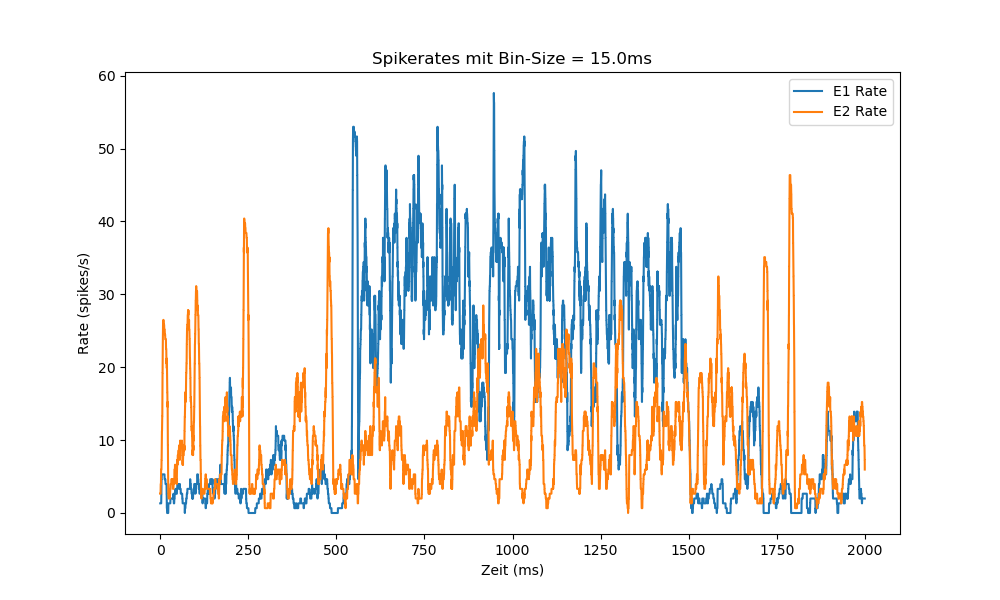 Spikerates mit Bin-Size = 15.0ms
E1 Rate
E2 Rate
60
50
40
30
20
10
0
Rate (spikes/s)
0 250 500 750 1000 1250 1500 1750 2000
Zeit (ms)